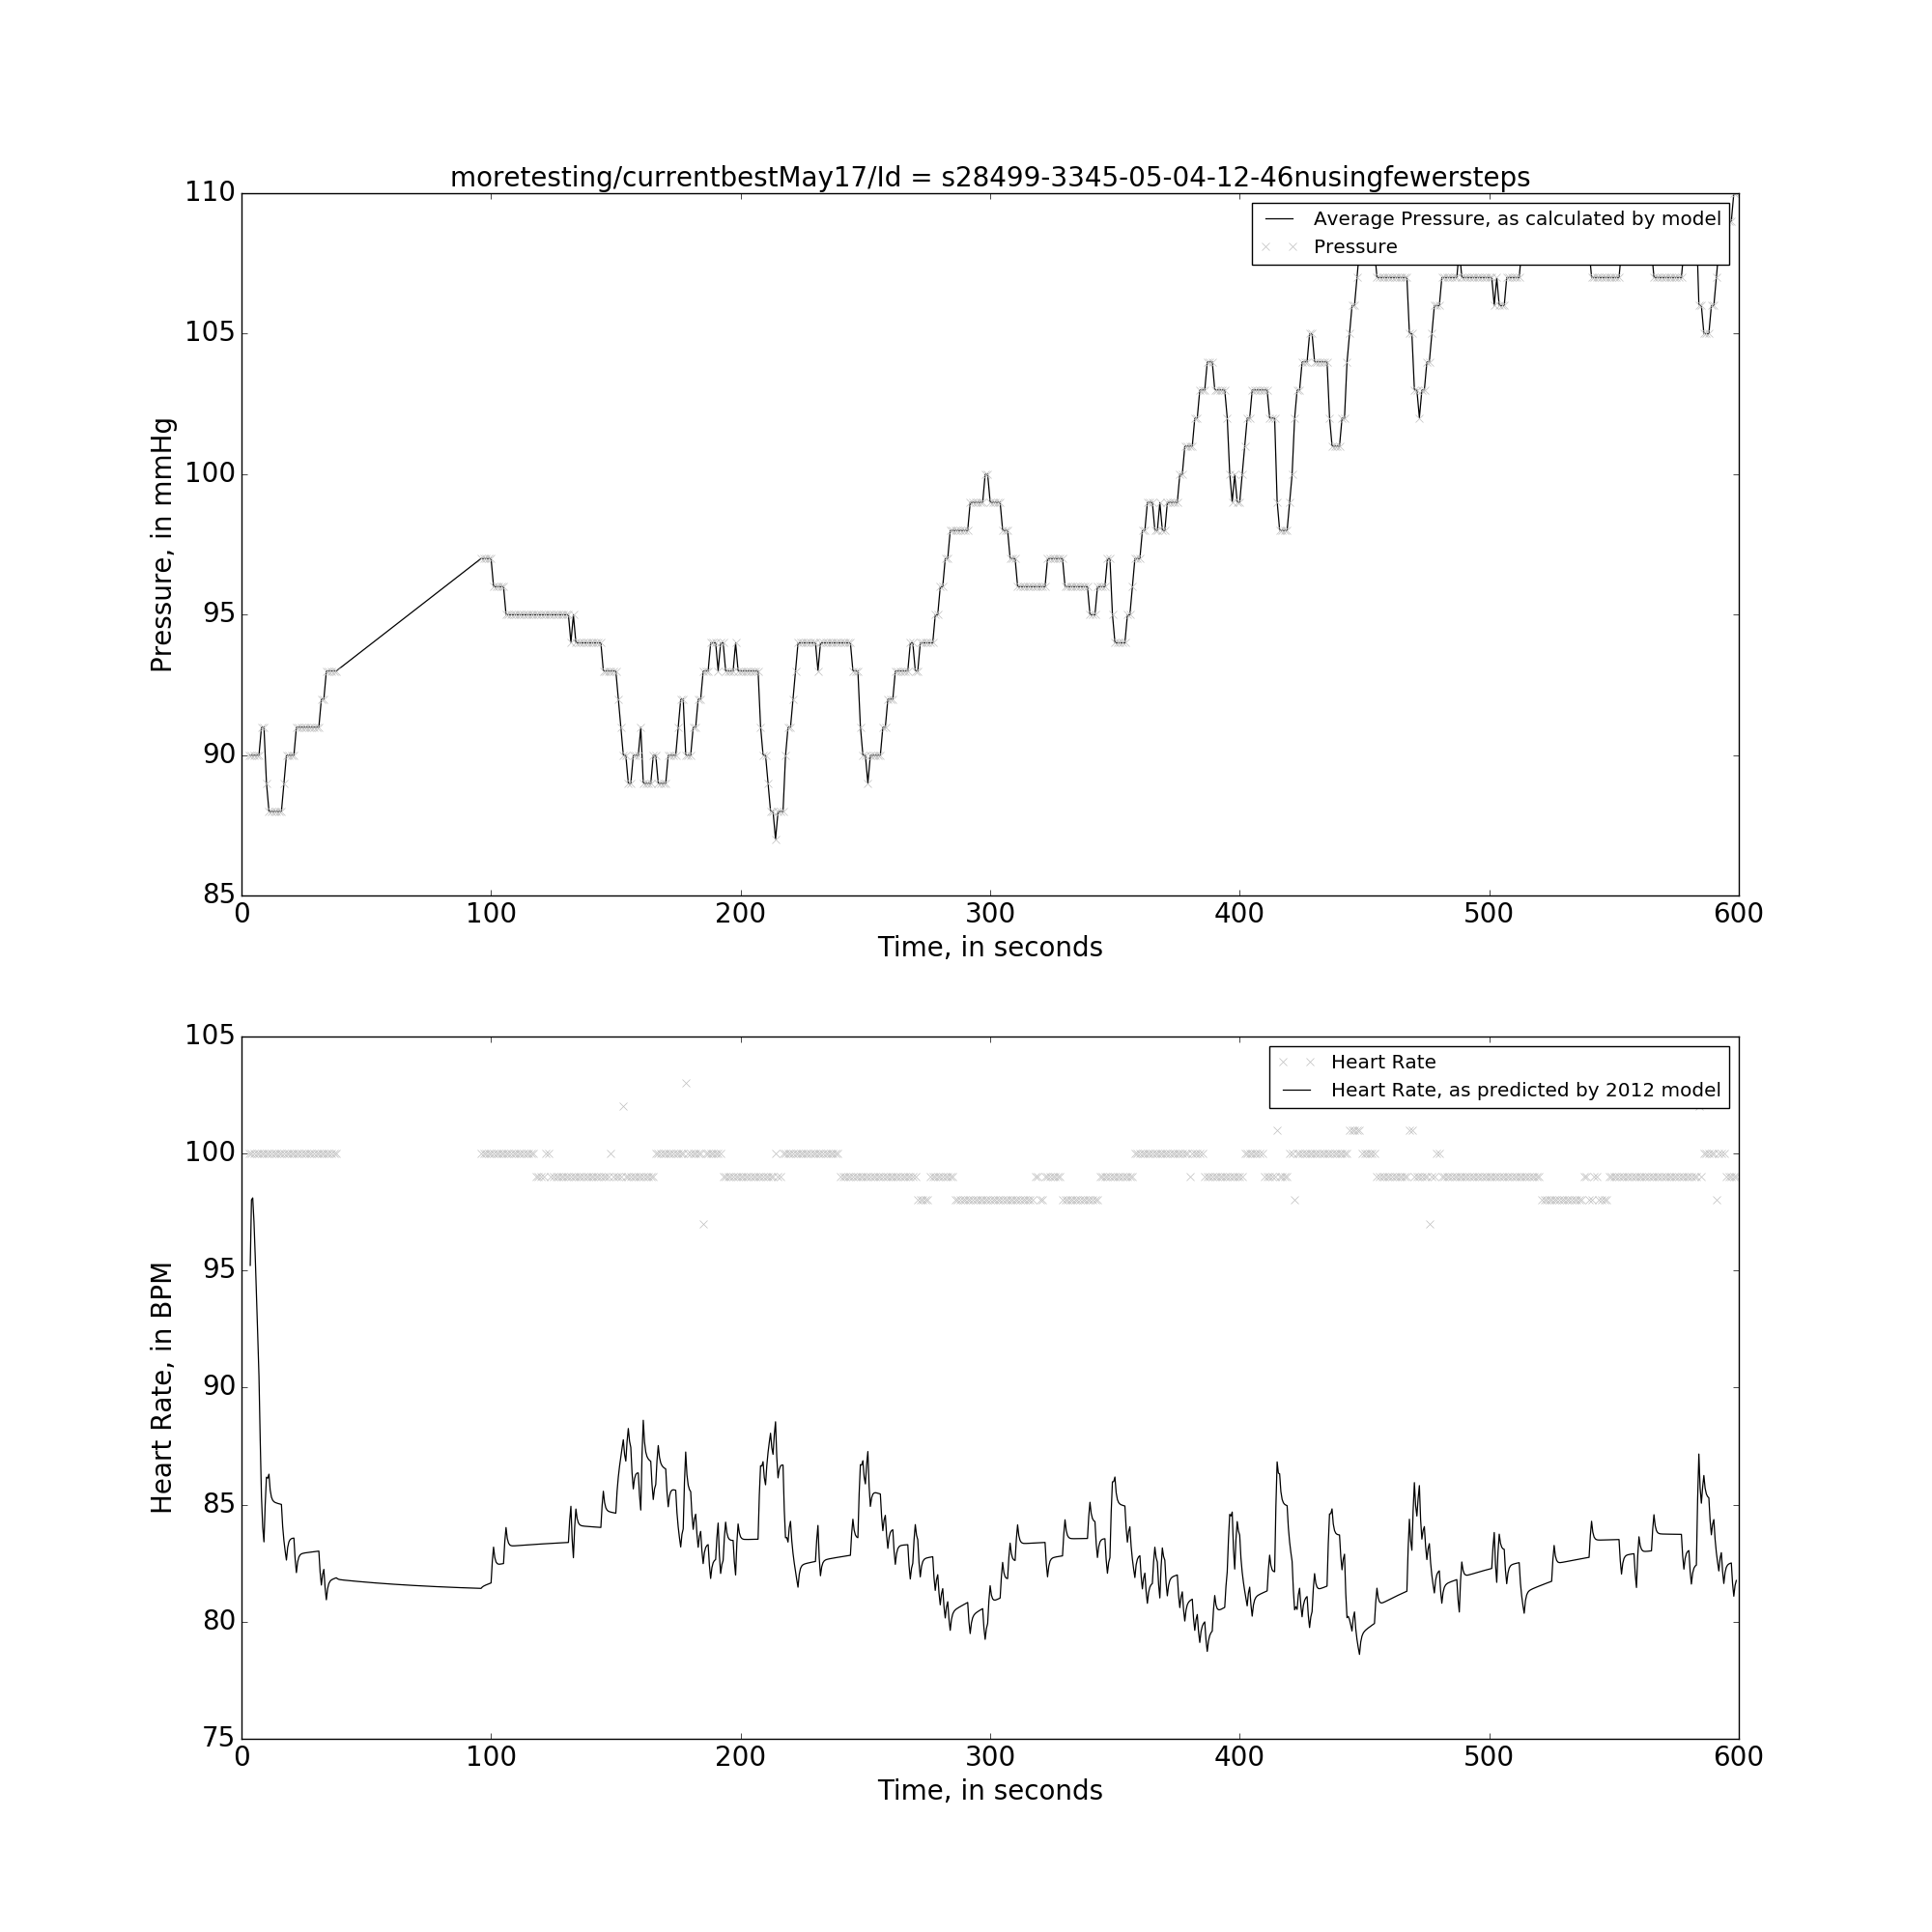 moretesting/currentbestMay17/Id = s28499-3345-05-04-12-46nusingfewersteps
110
105
100
95
90
85
Pressure, in mmHg
Average Pressure, as calculated by model
Pressure
0 100 200 300 400 500 600
Time, in seconds
105
100
95
90
85
80
75
Heart Rate, in BPM
Heart Rate
Heart Rate, as predicted by 2012 model
0 100 200 300 400 500 600
Time, in seconds